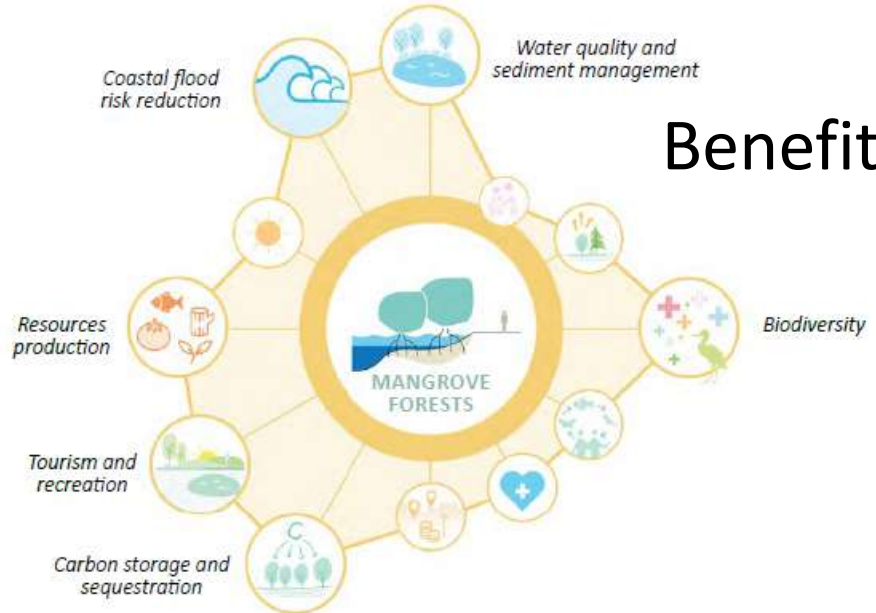 Coastal flood
risk reduction
Water quality and
sediment management
Benefit
Resources
production
MANGROVE
FORESTS
Biodiversity
Tourism and
recreation
C
Carbon storage and
sequestration